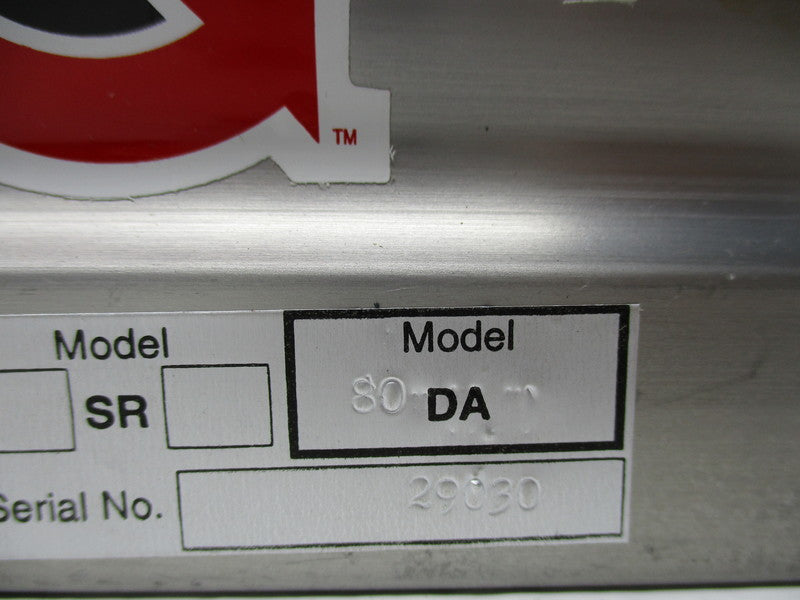 TM
Model
SR
Model
80 DA
Serial No. 29030